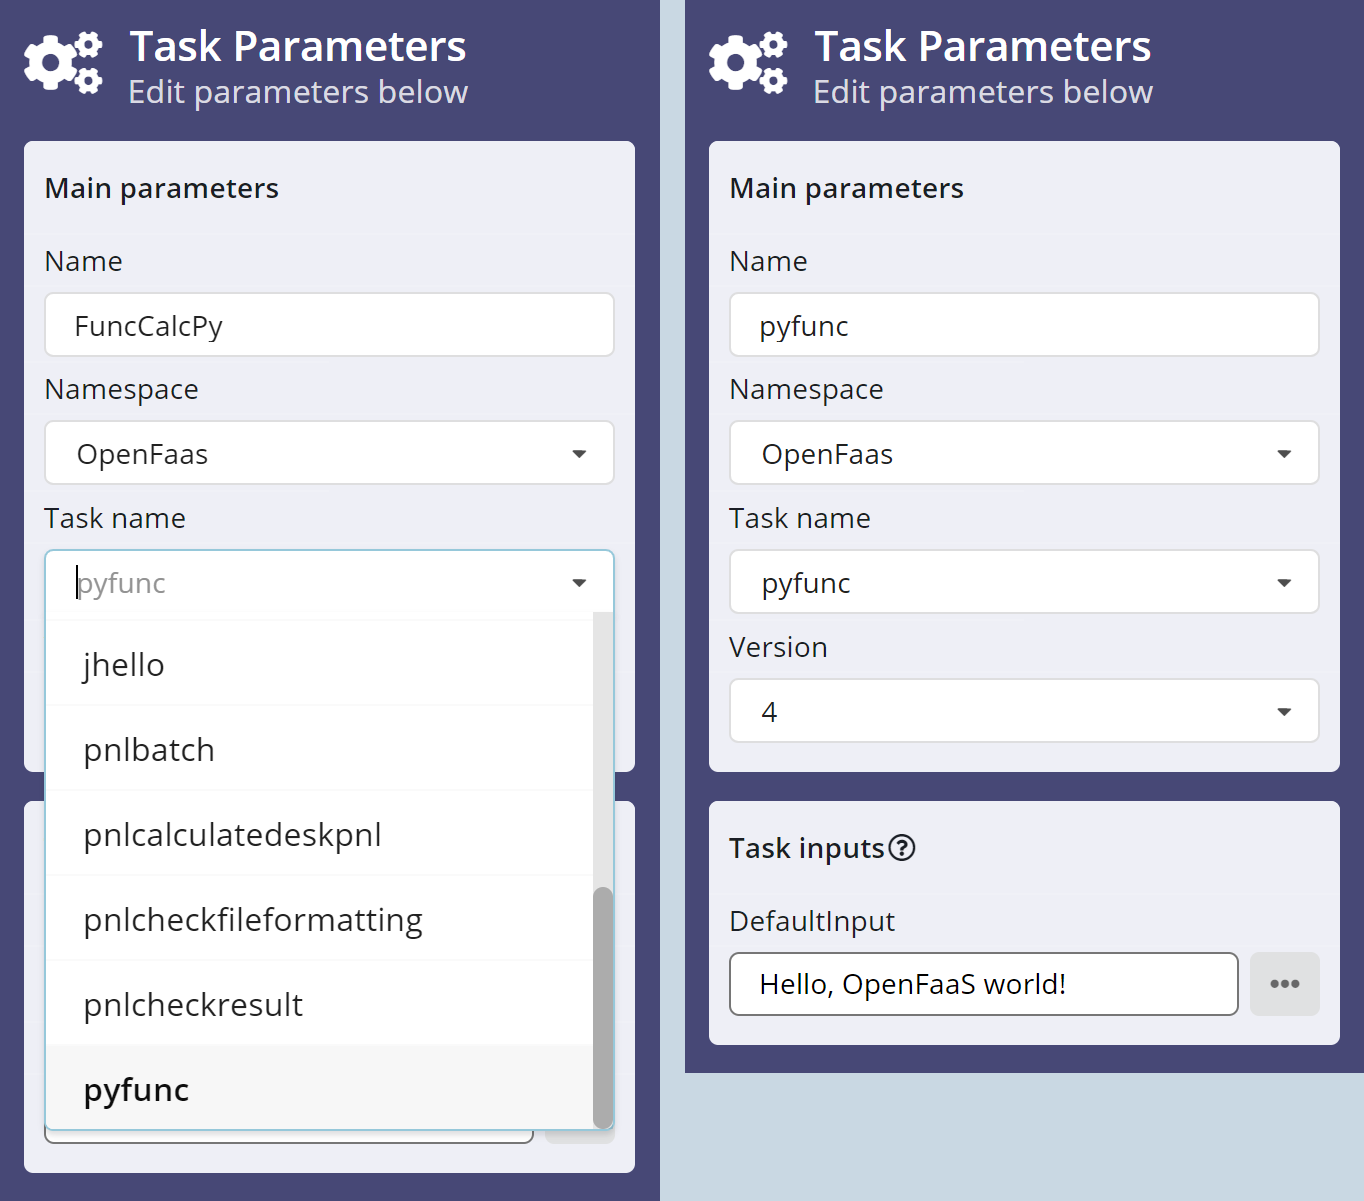 Task Parameters
Edit parameters below
Main parameters
Name
FuncCalcPy
Namespace
OpenFaas
Task name
pyfunc
jhello
pnlbatch
pnlcalculatedeskpnl
pnlcheckfileformatting
pnlcheckresult
pyfunc
Task Parameters
Edit parameters below
Main parameters
Name
pyfunc
Namespace
OpenFaas
Task name
pyfunc
Version
4
Task inputs?
DefaultInput
Hello, OpenFaaS world!
•••